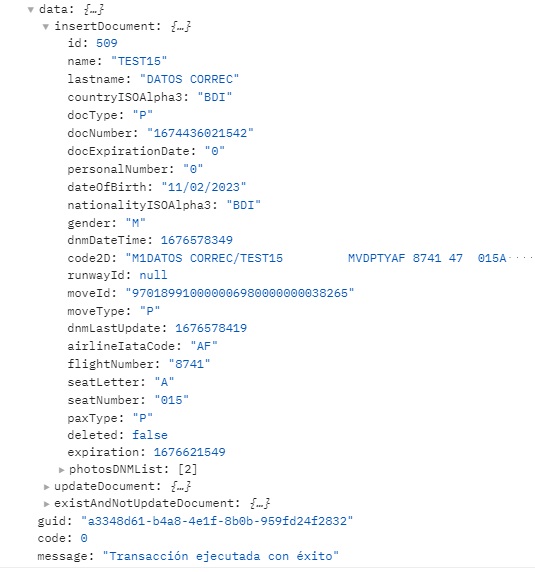 ▼ data: {…}
▼ insertDocument: {…}
id: 509
name: "TEST15"
lastname: "DATOS CORREC"
countryISOAlpha3: "BDI"
docType: "P"
docNumber: "1674436021542"
docExpirationDate: "0"
personalNumber: "0"
dateOfBirth: "11/02/2023"
nationalityISOAlpha3: "BDI"
gender: "M"
dnmDateTime: 1676578349
code2D: "M1DATOS CORREC/TEST15         MVDPTYAF 8741 47  015A····
runwayId: null
moveId: "97018991000006980000000038265"
moveType: "P"
dnmLastUpdate: 1676578419
airlineIataCode: "AF"
flightNumber: "8741"
seatLetter: "A"
seatNumber: "015"
paxType: "P"
deleted: false
expiration: 1676621549
▶ photosDNMList: [2]
▶ updateDocument: {…}
▶ existAndNotUpdateDocument: {…}
guid: "a3348d61-b4a8-4e1f-8b0b-959fd24f2832"
code: 0
message: "Transacción ejecutada con éxito"